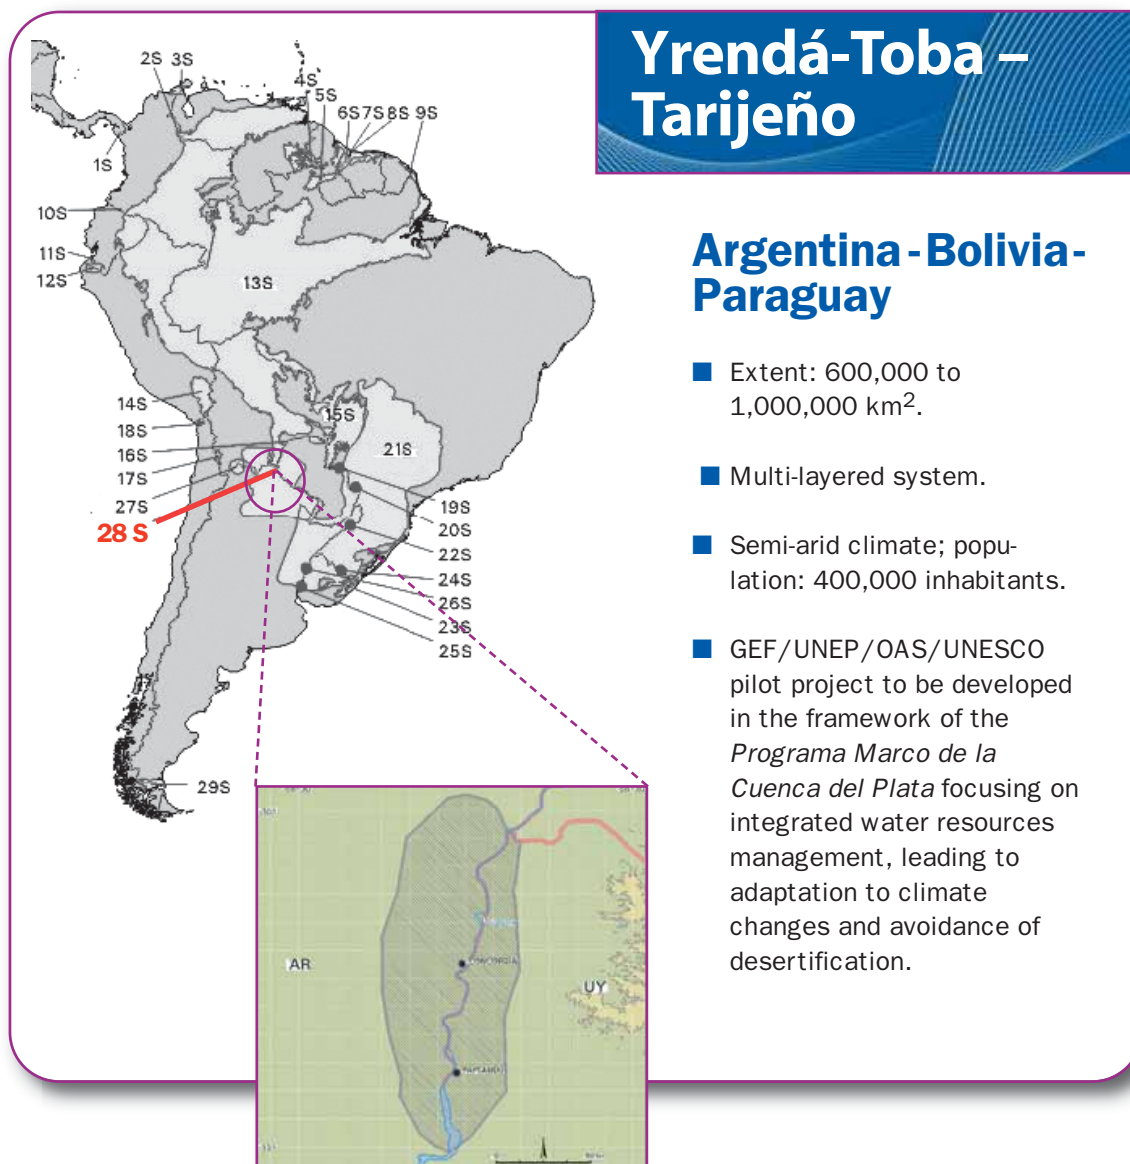 Yrendá-Toba –
Tarijeño
Argentina-Bolivia-
Paraguay
■ Extent: 600,000 to
1,000,000 km².
■ Multi-layered system.
■ Semi-arid climate; popu-
lation: 400,000 inhabitants.
■ GEF/UNEP/OAS/UNESCO
pilot project to be developed
in the framework of the
Programa Marco de la
Cuenca del Plata focusing on
integrated water resources
management, leading to
adaptation to climate
changes and avoidance of
desertification.
2S 3S
4S
5S
6S 7S 8S 9S
1S
10S
11S
12S
13S
14S
15S
18S
16S
21S
17S
27S
19S
28 S
20S
22S
24S
26S
23S
25S
29S
AR
CONCORDIA
UY
PAYSANDU